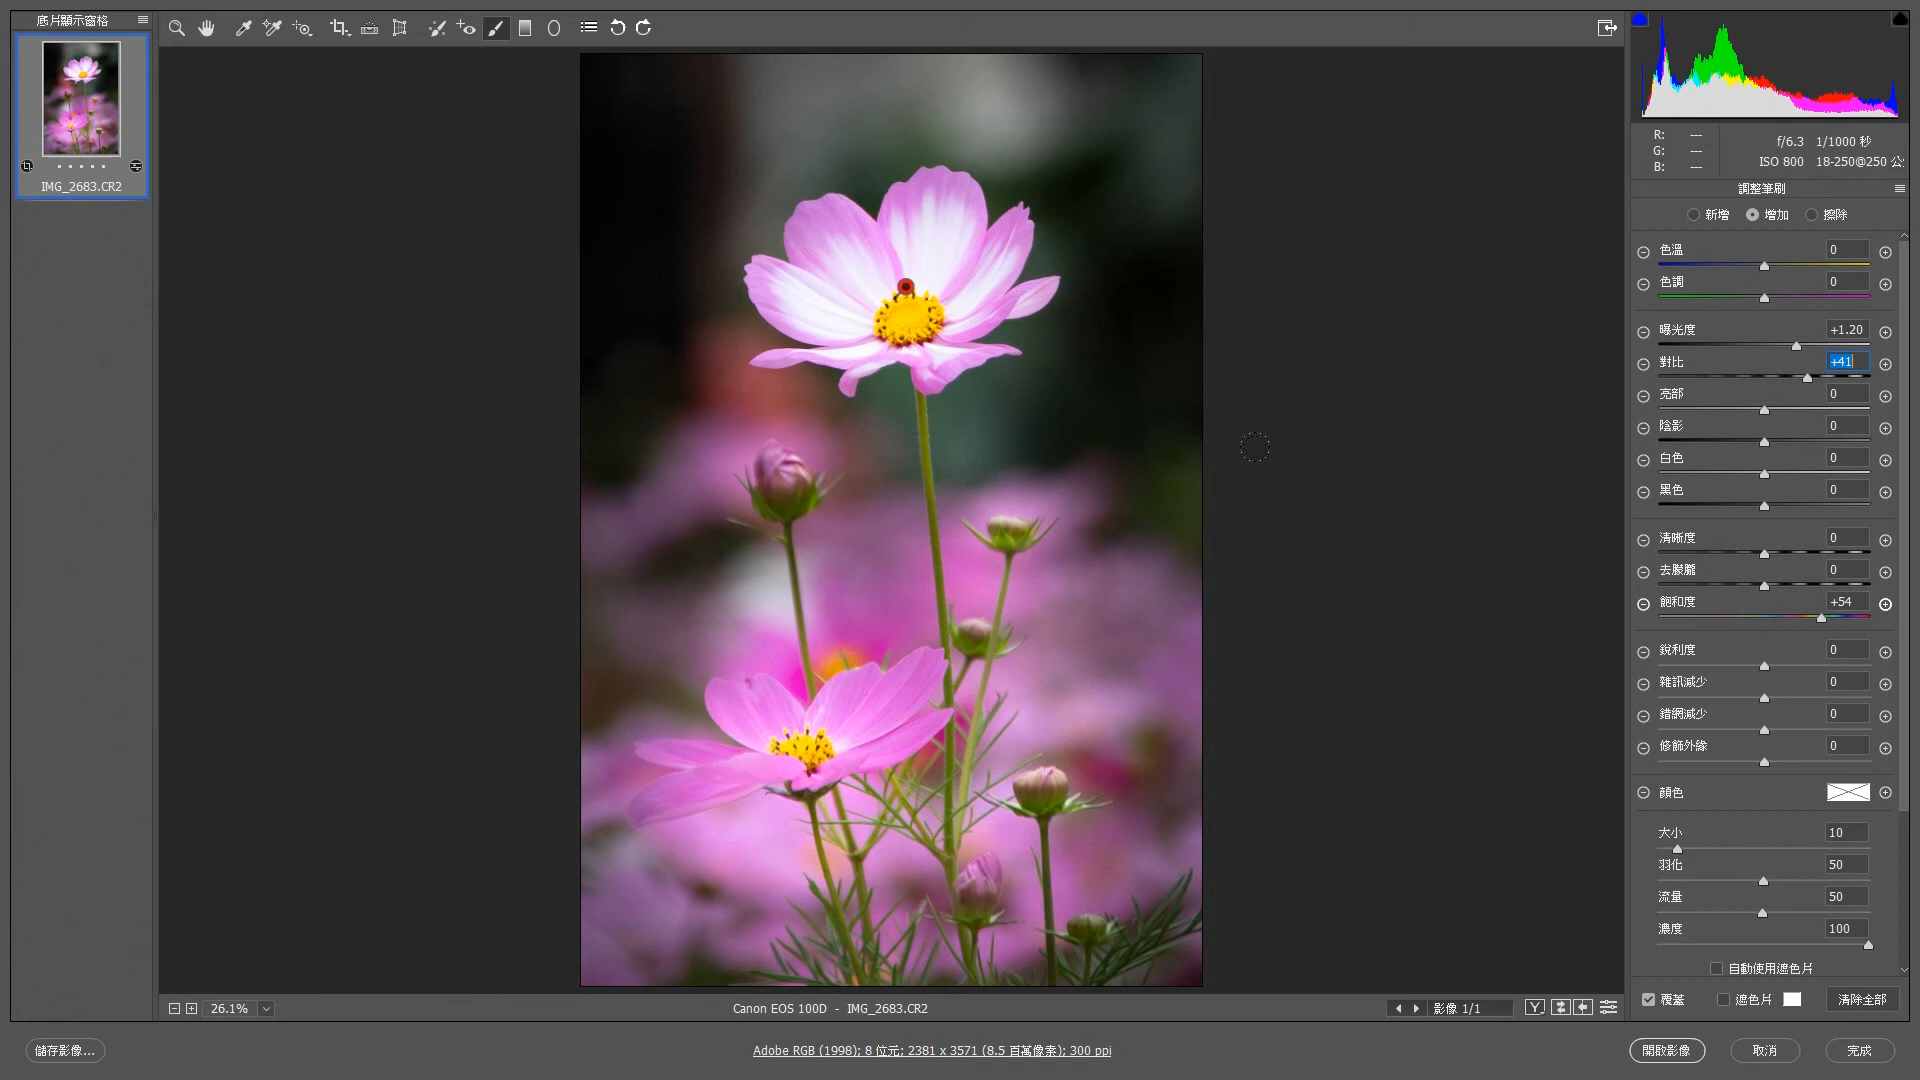 底片顯示窗格
IMG_2683.CR2
R: ---
G: ---
B: ---
f/6.3 1/1000 秒
ISO 800 18-250@250 公
調整筆刷
新增 增加 擦除
色溫 0
色調 0
曝光度 +1.20
對比 +41
亮部 0
陰影 0
白色 0
黑色 0
清晰度 0
去朦朧 0
飽和度 +54
銳利度 0
雜訊減少 0
錯網減少 0
修飾外緣 0
顏色
大小 10
羽化 50
流量 50
濃度 100
自動使用遮色片
覆蓋 遮色片 清除全部
26.1%
Canon EOS 100D - IMG_2683.CR2
影像 1/1
Y
儲存影像...
Adobe RGB (1998); 8 位元; 2381 x 3571 (8.5 百萬像素); 300 ppi
開啟影像 取消 完成